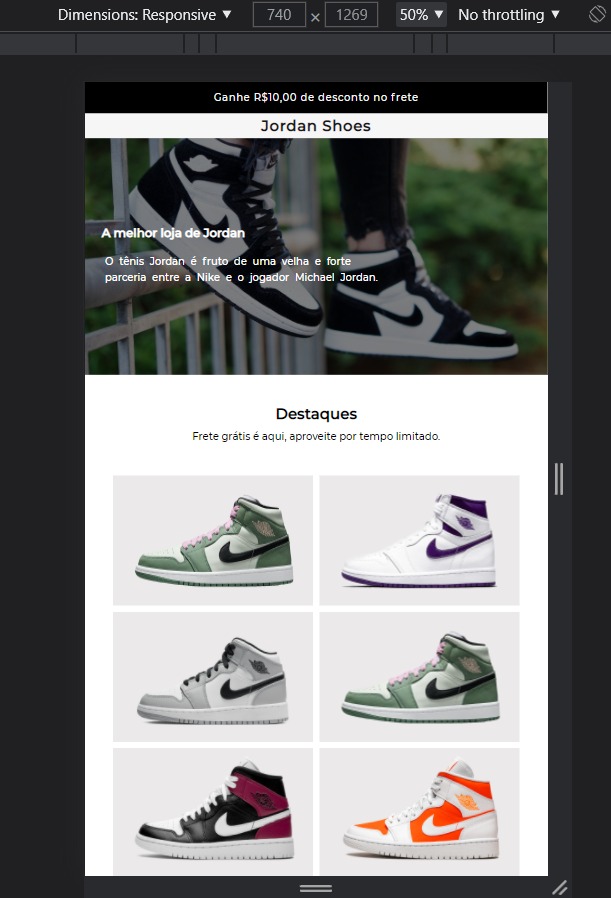 Dimensions: Responsive ▼ 740 × 1269 50% ▼ No throttling ▼
Ganhe R$10,00 de desconto no frete
Jordan Shoes
A melhor loja de Jordan
O tênis Jordan é fruto de uma velha e forte
parceria entre a Nike e o jogador Michael Jordan.
Destaques
Frete grátis é aqui, aproveite por tempo limitado.